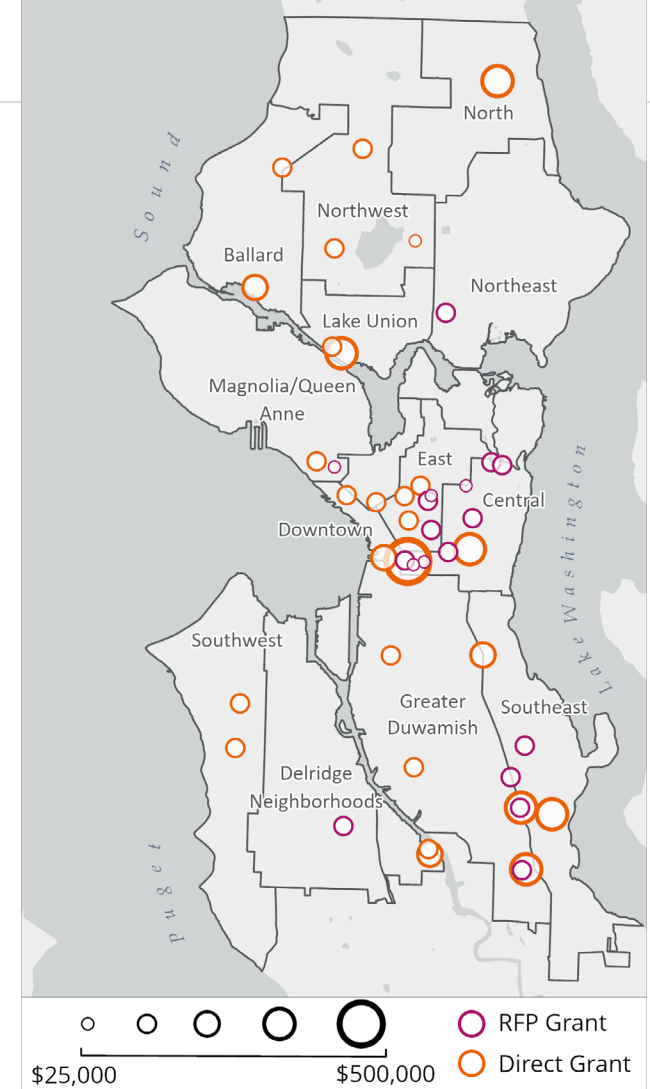 Sound
North
Northwest
Ballard
Northeast
Lake Union
Magnolia/Queen
Anne
East
Central
Downtown
Lake Washington
Southwest
Greater
Duwamish
Southeast
Delridge
Neighborhoods
Puget
RFP Grant
$25,000
$500,000
Direct Grant